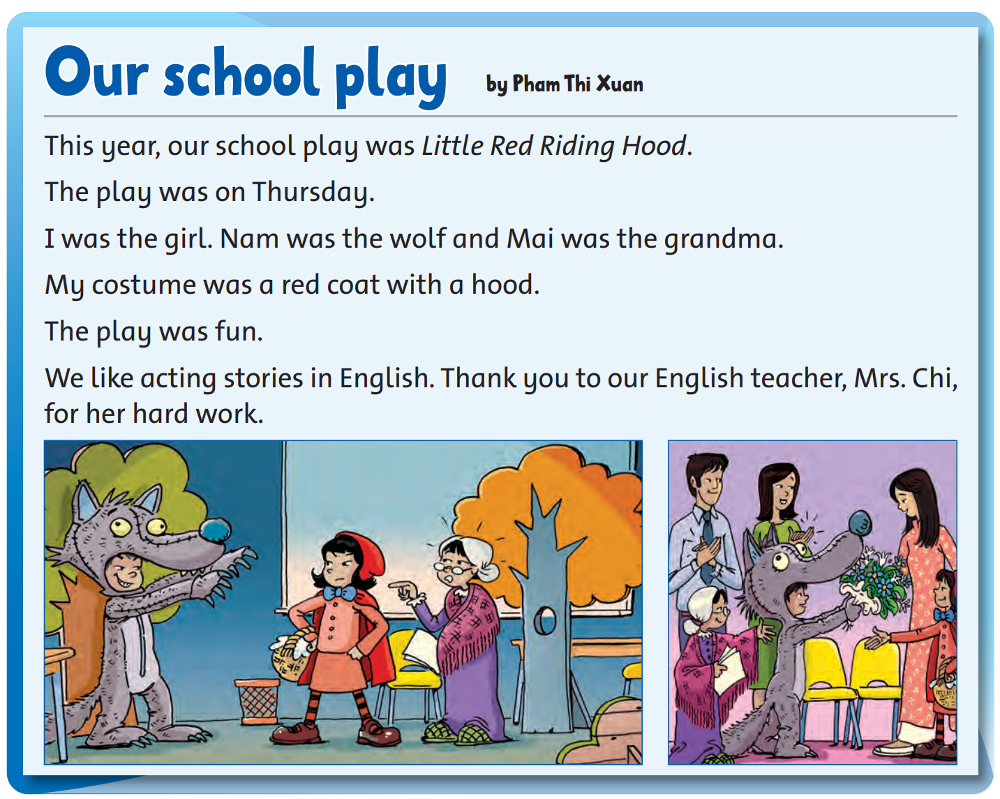 Our school play by Pham Thi Xuan
This year, our school play was Little Red Riding Hood.
The play was on Thursday.
I was the girl. Nam was the wolf and Mai was the grandma.
My costume was a red coat with a hood.
The play was fun.
We like acting stories in English. Thank you to our English teacher, Mrs. Chi,
for her hard work.